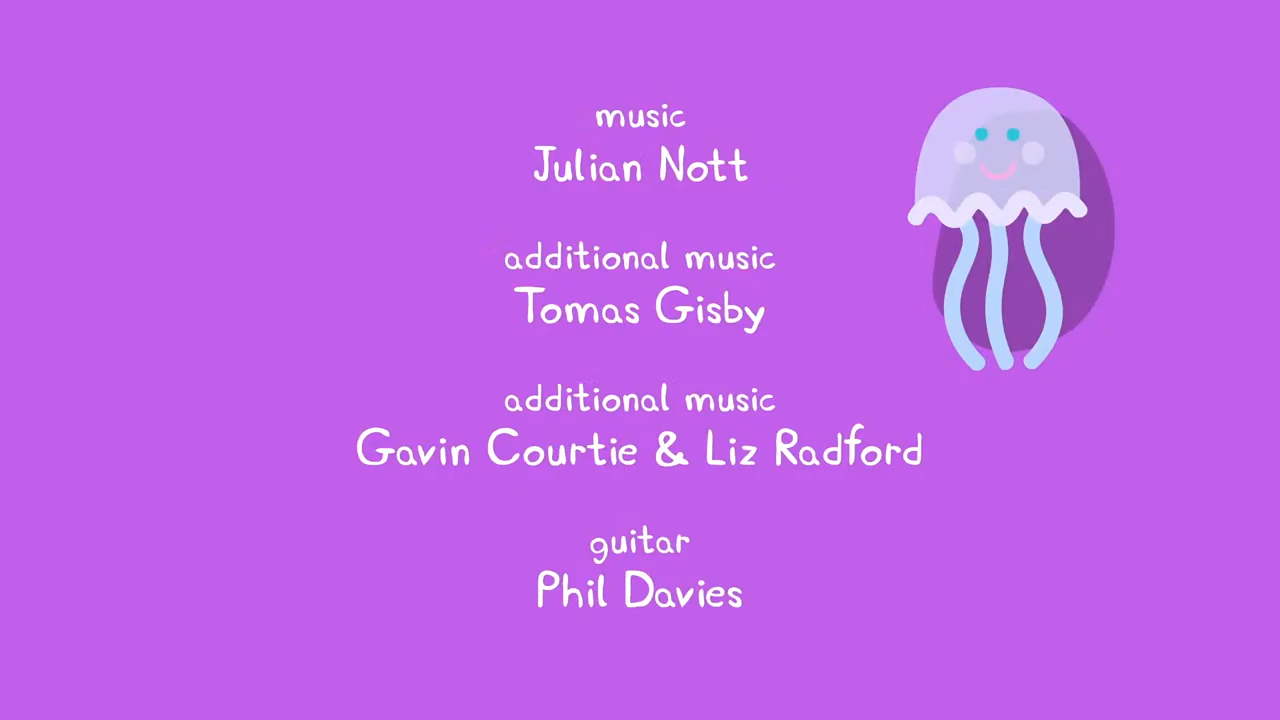 music
Julian Nott
additional music
Tomas Gisby
additional music
Gavin Courtie & Liz Radford
guitar
Phil Davies